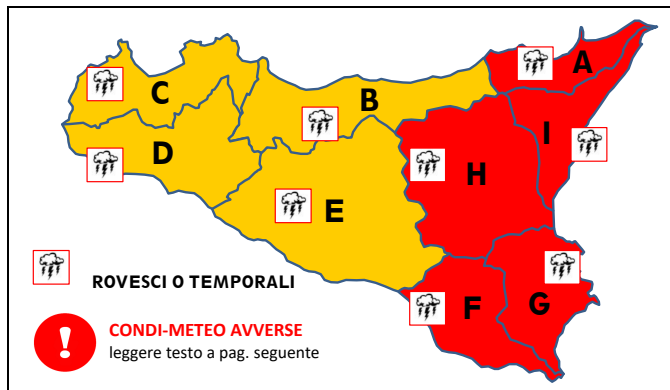 A
C
B
I
D
H
E
ROVESCI O TEMPORALI
F
G
!
CONDI-METEO AVVERSE
leggere testo a pag. seguente